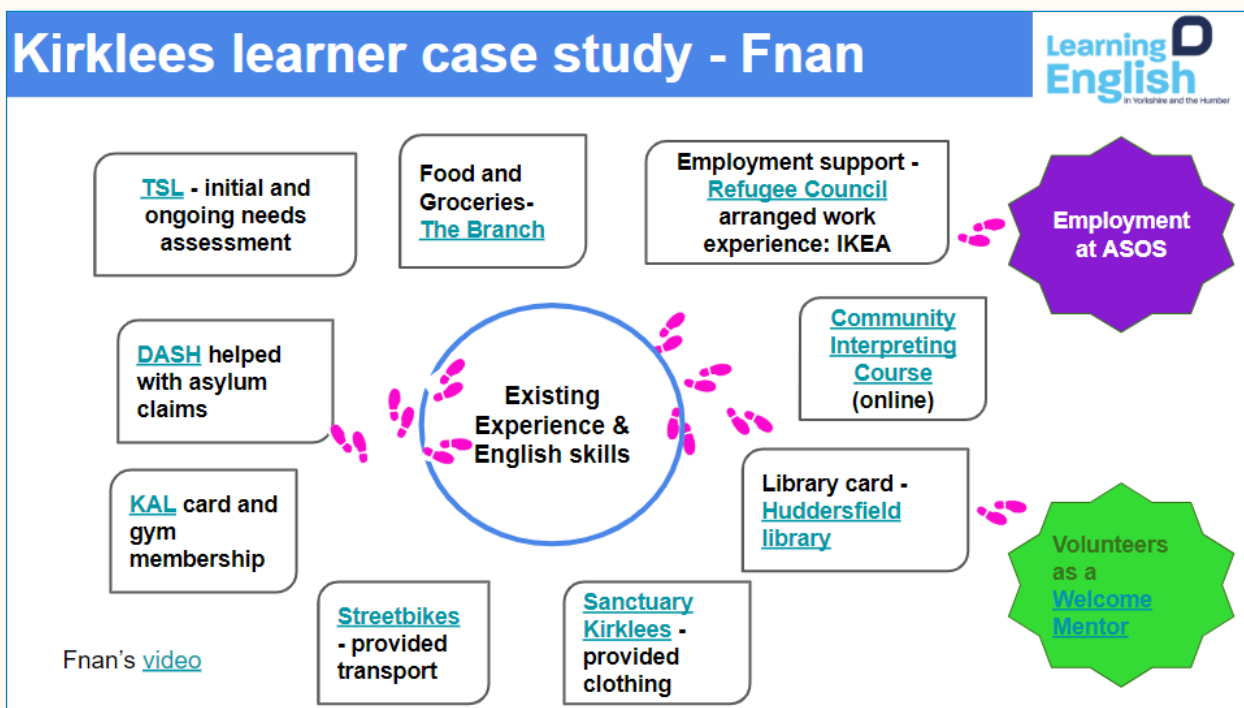 Kirklees learner case study - Fnan
Learning
English
in Yorkshire and the Humber
TSL - initial and
ongoing needs
assessment
Food and
Groceries-
The Branch
Employment support -
Refugee Council
arranged work
experience: IKEA
Employment
at ASOS
DASH helped
with asylum
claims
Existing
Experience &
English skills
Community
Interpreting
Course
(online)
KAL card and
gym
membership
Library card -
Huddersfield
library
Volunteers
as a
Welcome
Mentor
Streetbikes
- provided
transport
Sanctuary
Kirklees -
provided
clothing
Fnan's video